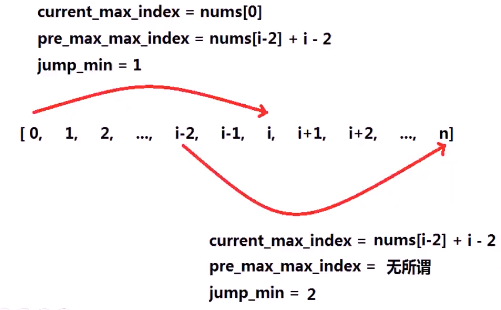 current_max_index = nums[0]
pre_max_max_index = nums[i-2] + i - 2
jump_min = 1
[ 0, 1, 2, ..., i-2, i-1, i, i+1, i+2, ..., n]
current_max_index = nums[i-2] + i - 2
pre_max_max_index = 无所谓
jump_min = 2